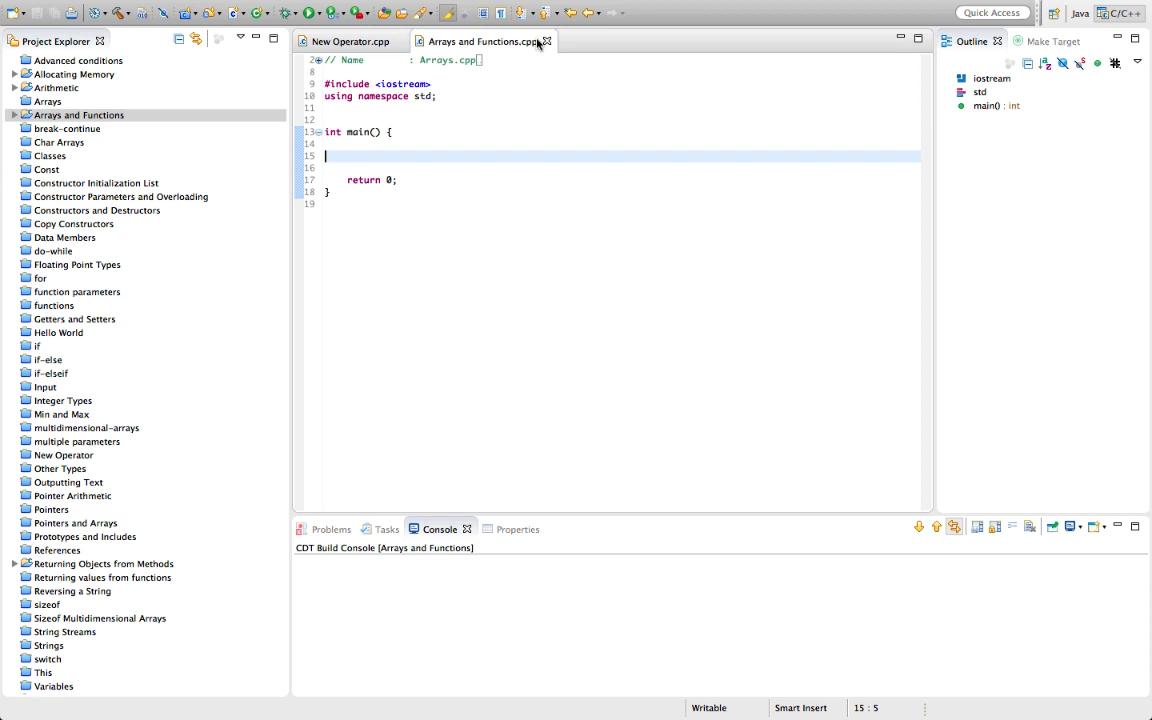 Quick Access
Java
C/C++
Project Explorer
Advanced conditions
Allocating Memory
Arithmetic
Arrays
Arrays and Functions
break-continue
Char Arrays
Classes
Const
Constructor Initialization List
Constructor Parameters and Overloading
Constructors and Destructors
Copy Constructors
Data Members
do-while
Floating Point Types
for
function parameters
functions
Getters and Setters
Hello World
if
if-else
if-elseif
Input
Integer Types
Min and Max
multidimensional-arrays
multiple parameters
New Operator
Other Types
Outputting Text
Pointer Arithmetic
Pointers
Pointers and Arrays
Prototypes and Includes
References
Returning Objects from Methods
Returning values from functions
Reversing a String
sizeof
Sizeof Multidimensional Arrays
String Streams
Strings
switch
This
Variables
New Operator.cpp
Arrays and Functions.cpp
2 // Name : Arrays.cpp
8
9 #include <iostream>
10 using namespace std;
11
12
13 int main() {
14
15
16
17 return 0;
18 }
19
Outline
Make Target
iostream
std
main() : int
Problems
Tasks
Console
Properties
CDT Build Console [Arrays and Functions]
Writable
Smart Insert
15 : 5